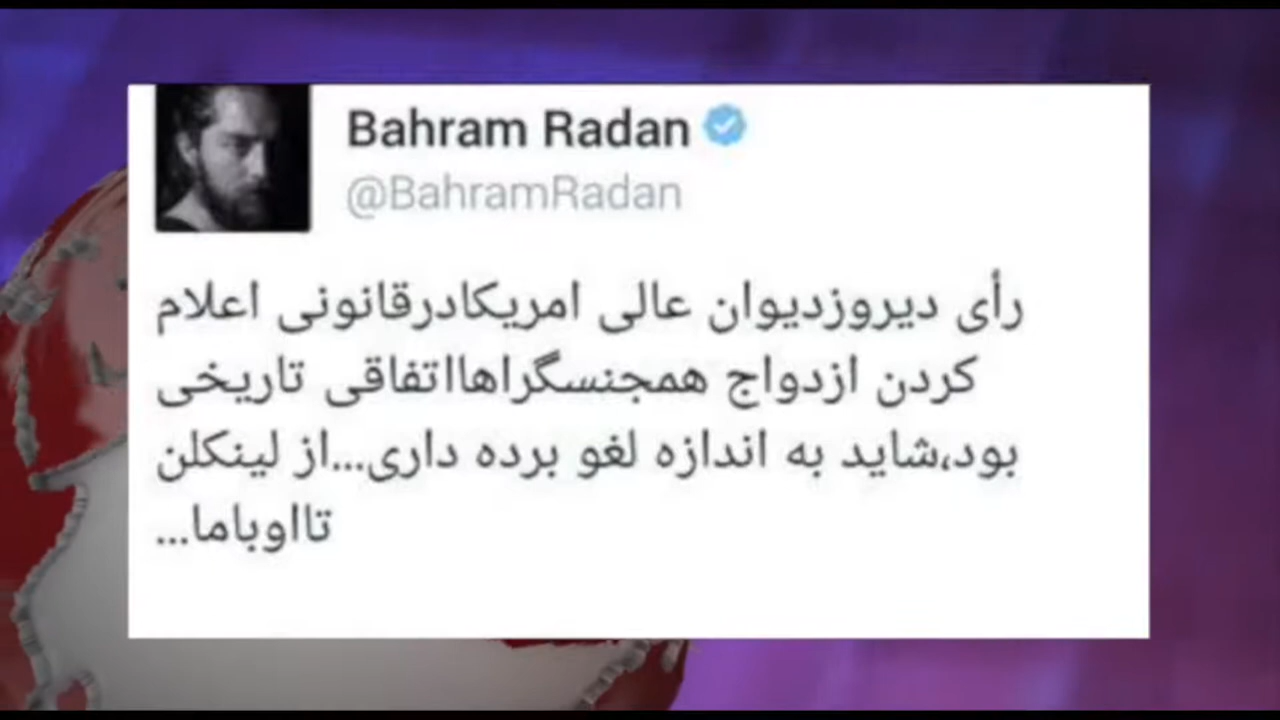 Bahram Radan
@BahramRadan
رأی دیروزدیوان عالی امریکادرقانونی اعلام
کردن ازدواج همجنسگراهااتفاقی تاریخی
بود،شاید به اندازه لغو برده داری...از لینکلن
تااوباما...